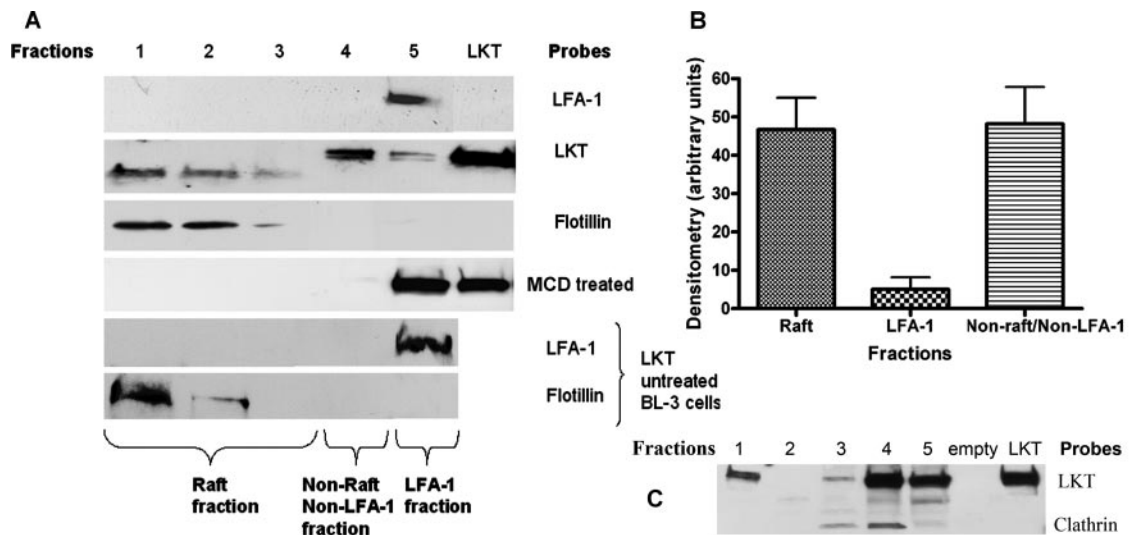 A
Fractions 1 2 3 4 5 LKT Probes
LFA-1
LKT
Flotillin
MCD treated
LFA-1
Flotillin
LKT
untreated
BL-3 cells
Raft
fraction
Non-Raft
Non-LFA-1
fraction
LFA-1
fraction
B
Densitometry (arbitrary units)
60
50
40
30
20
10
0
Raft LFA-1 Non-raft/Non-LFA-1
Fractions
Fractions 1 2 3 4 5 empty LKT Probes
C
LKT
Clathrin